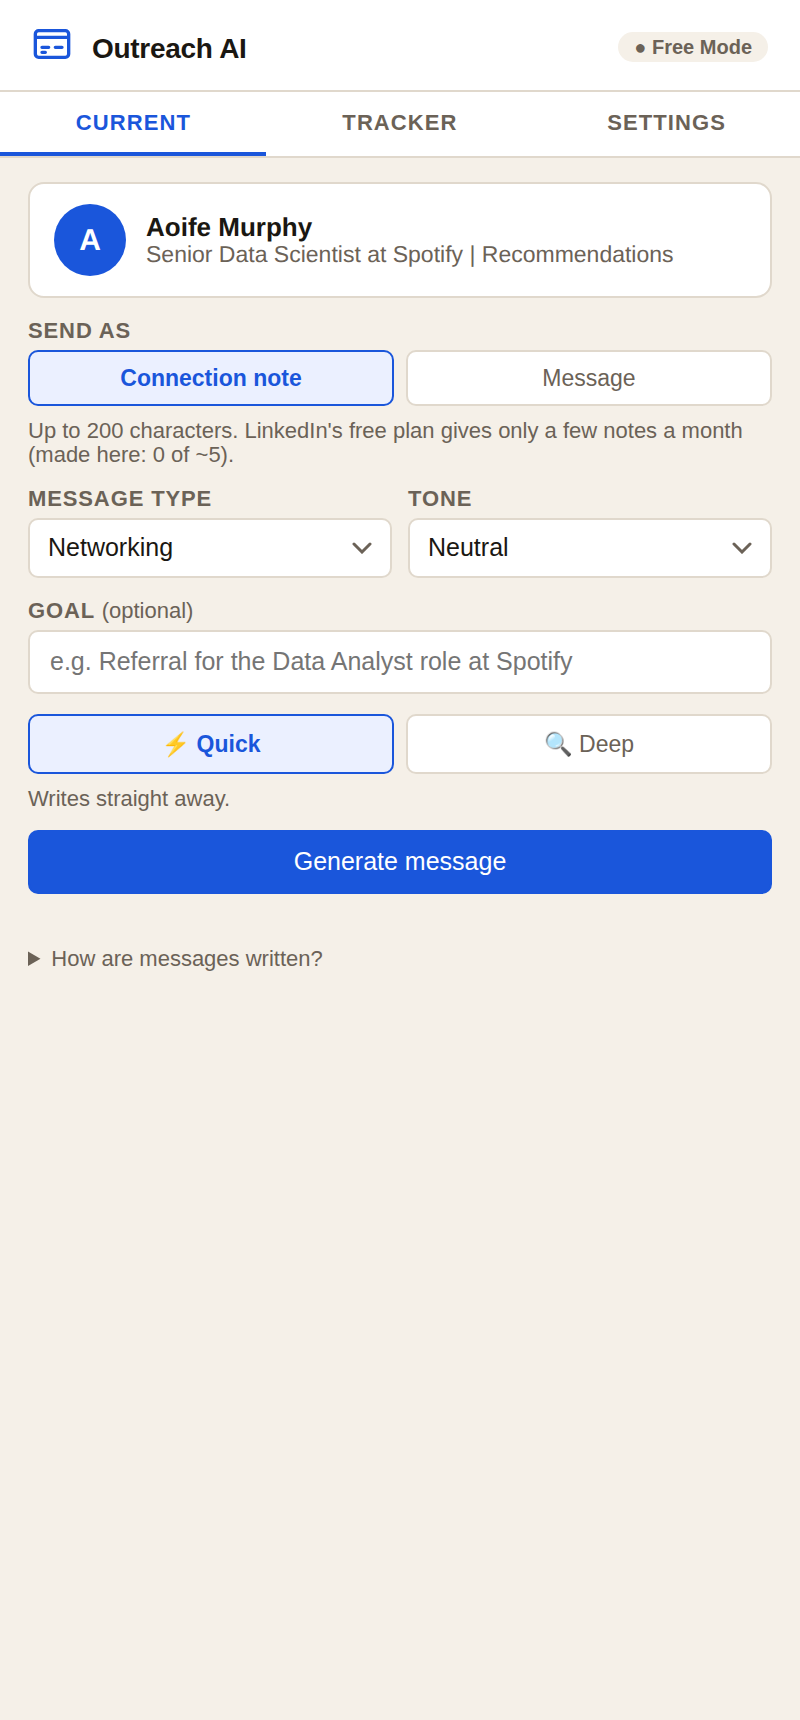 Outreach AI
● Free Mode
CURRENT
TRACKER
SETTINGS
A
Aoife Murphy
Senior Data Scientist at Spotify | Recommendations
SEND AS
Connection note
Message
Up to 200 characters. LinkedIn's free plan gives only a few notes a month
(made here: 0 of ~5).
MESSAGE TYPE
TONE
Networking
Neutral
GOAL (optional)
e.g. Referral for the Data Analyst role at Spotify
⚡ Quick
🔍 Deep
Writes straight away.
Generate message
▶ How are messages written?